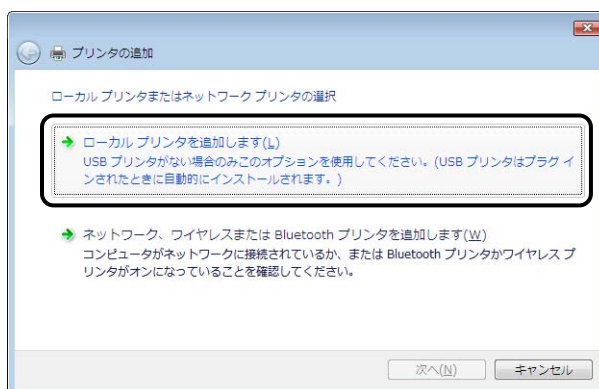 プリンタの追加
ローカル プリンタまたはネットワーク プリンタの選択
ローカル プリンタを追加します(L)
USB プリンタがない場合のみこのオプションを使用してください。(USB プリンタはプラグ イ
ンされたときに自動的にインストールされます。)
ネットワーク、ワイヤレスまたは Bluetooth プリンタを追加します(W)
コンピュータがネットワークに接続されているか、または Bluetooth プリンタかワイヤレス プ
リンタがオンになっていることを確認してください。
次へ(N) キャンセル